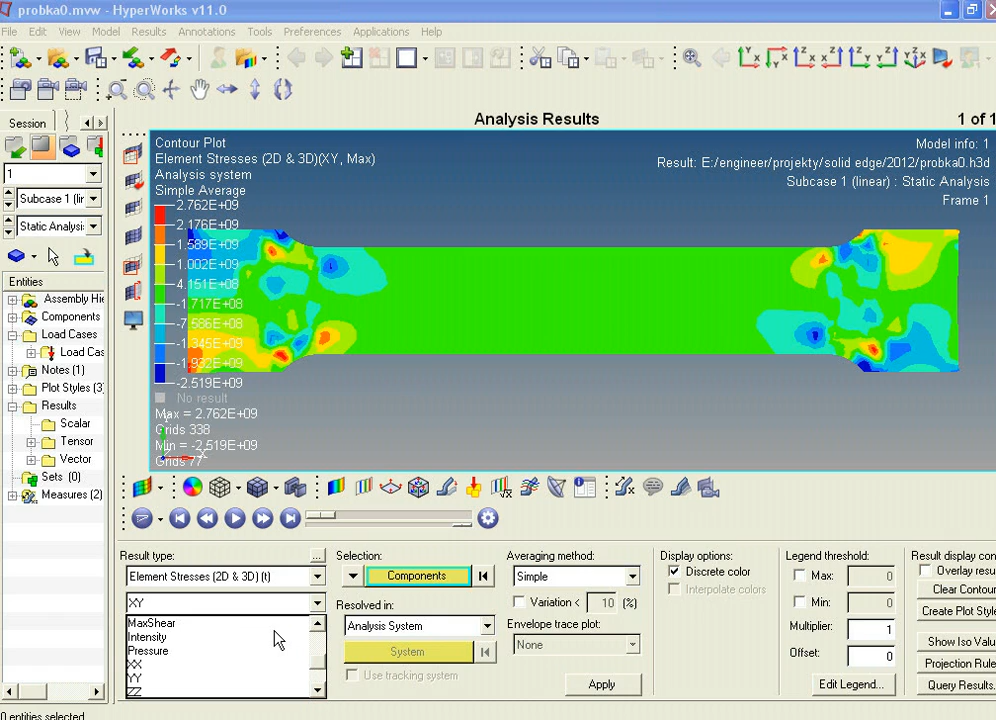 probka0.mvw - HyperWorks v11.0
File Edit View Model Results Annotations Tools Preferences Applications Help
Session
1
Subcase 1 (lir
Static Analysi:
Entities
Assembly Hie
Components
Load Cases
Load Cas
Notes (1)
Plot Styles (3)
Results
Scalar
Tensor
Vector
Sets (0)
Measures (2)
0 entities selected
Analysis Results
1 of 1
Contour Plot
Element Stresses (2D & 3D)(XY, Max)
Analysis system
Simple Average
2.762E+09
2.176E+09
1.589E+09
1.002E+09
4.151E+08
-1.717E+08
-7.586E+08
-1.345E+09
-1.932E+09
-2.519E+09
No result
Max = 2.762E+09
Grids 338
Min = -2.519E+09
Grids 77
X
Model info: 1
Result: E:/engineer/projekty/solid edge/2012/probka0.h3d
Subcase 1 (linear) : Static Analysis
Frame 1
Result type:
...
Element Stresses (2D & 3D) (t)
XY
MaxShear
Intensity
Pressure
XX
YY
ZZ
Selection:
Components
Resolved in:
Analysis System
System
Use tracking system
Averaging method:
Simple
Variation < 10 (%)
Envelope trace plot:
None
Apply
Display options:
Discrete color
Interpolate colors
Legend threshold:
Max: 0
Min: 0
Multiplier: 1
Offset: 0
Edit Legend...
Result display con
Overlay resu
Clear Contour
Create Plot Style
Show Iso Valu
Projection Rule
Query Results.